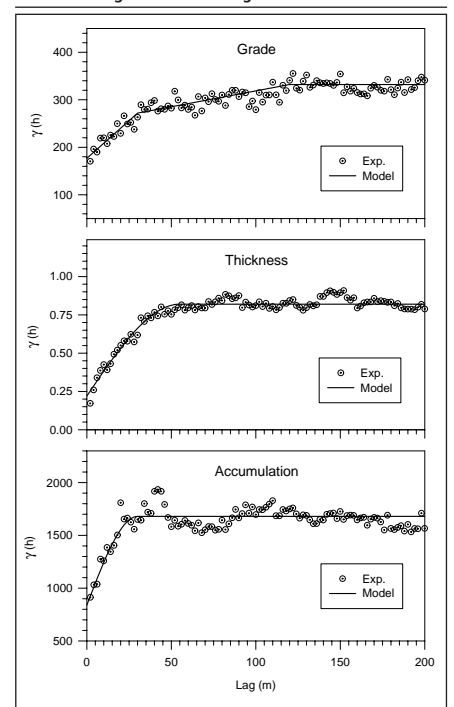 Grade
400
300
200
100
γ (h)
Exp.
Model
Thickness
1.00
0.75
0.50
0.25
0.00
γ (h)
Exp.
Model
Accumulation
2000
1500
1000
500
γ (h)
Exp.
Model
0 50 100 150 200
Lag (m)